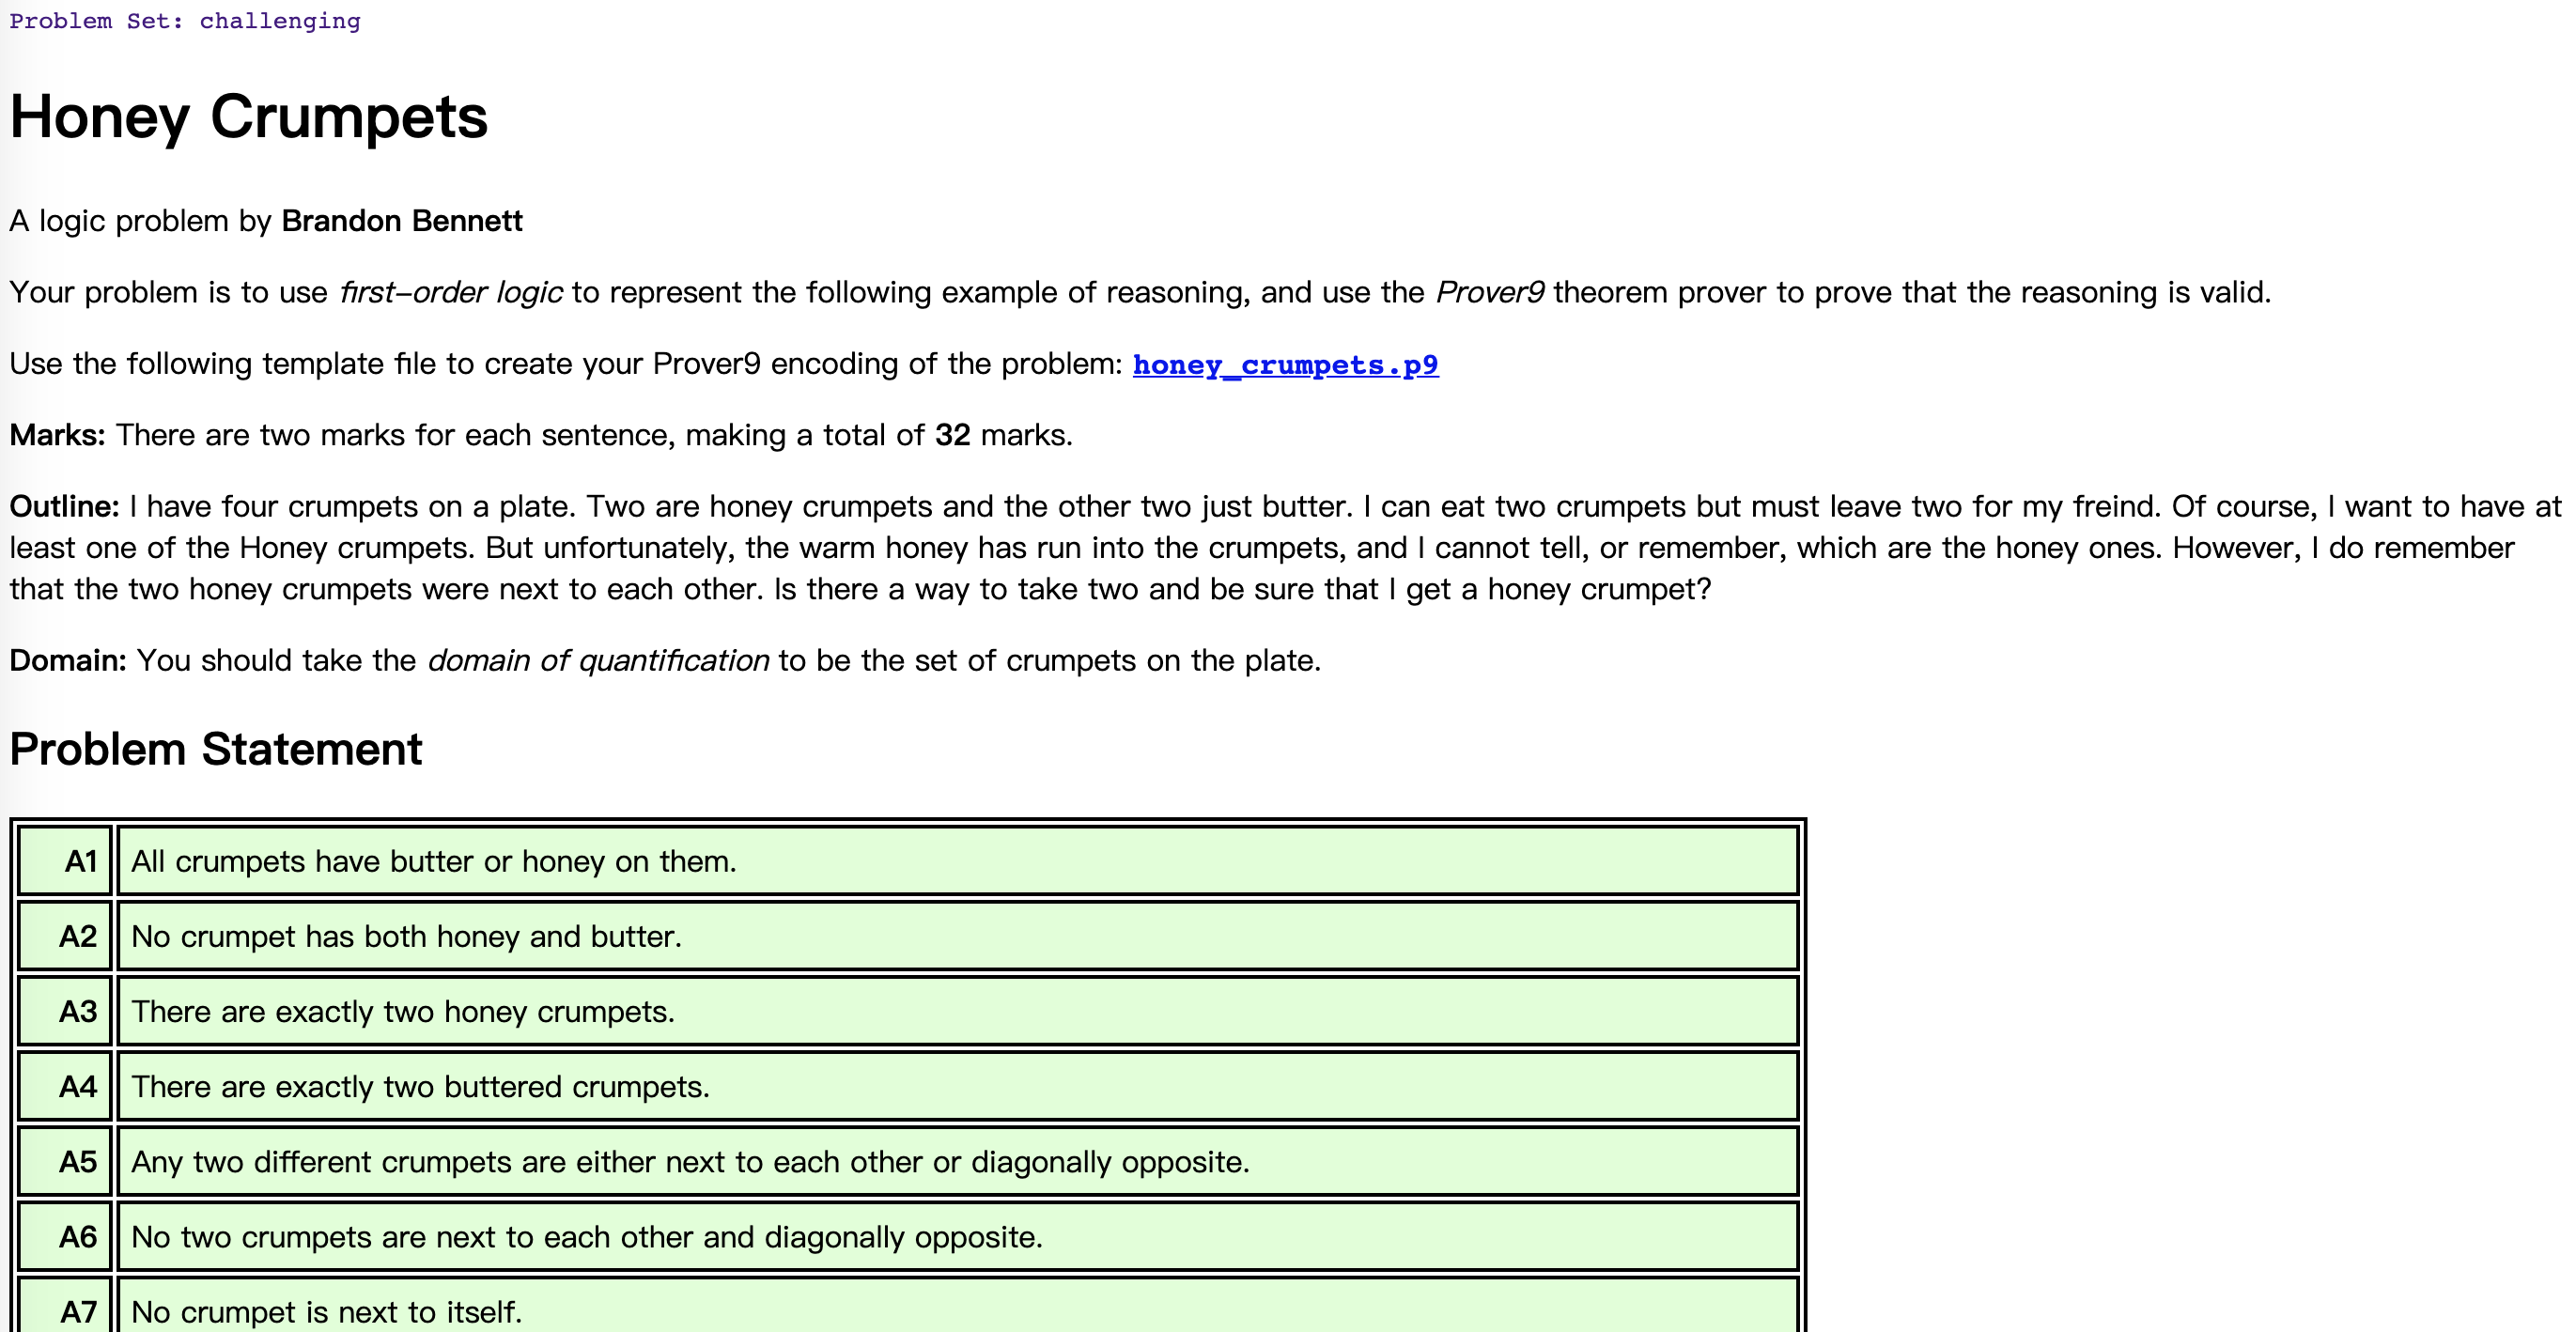 Problem Set: challenging
Honey Crumpets
A logic problem by Brandon Bennett
Your problem is to use first-order logic to represent the following example of reasoning, and use the Prover9 theorem prover to prove that the reasoning is valid.
Use the following template file to create your Prover9 encoding of the problem: honey_crumpets.p9
Marks: There are two marks for each sentence, making a total of 32 marks.
Outline: I have four crumpets on a plate. Two are honey crumpets and the other two just butter. I can eat two crumpets but must leave two for my freind. Of course, I want to have at
least one of the Honey crumpets. But unfortunately, the warm honey has run into the crumpets, and I cannot tell, or remember, which are the honey ones. However, I do remember
that the two honey crumpets were next to each other. Is there a way to take two and be sure that I get a honey crumpet?
Domain: You should take the domain of quantification to be the set of crumpets on the plate.
Problem Statement
A1 All crumpets have butter or honey on them.
A2 No crumpet has both honey and butter.
A3 There are exactly two honey crumpets.
A4 There are exactly two buttered crumpets.
A5 Any two different crumpets are either next to each other or diagonally opposite.
A6 No two crumpets are next to each other and diagonally opposite.
A7 No crumpet is next to itself.